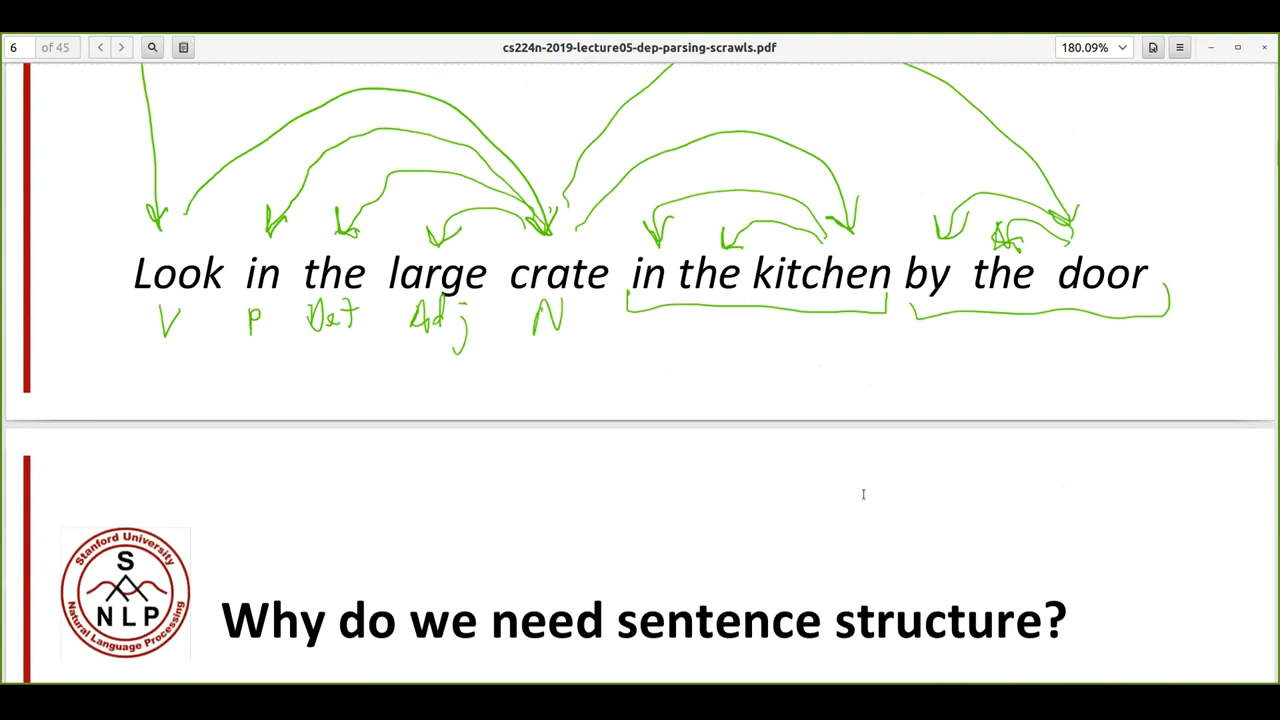 6 of 45 cs224n-2019-lecture05-dep-parsing-scrawls.pdf 180.09%
Look in the large crate in the kitchen by the door
V P Det Adj N
Stanford University
S
NLP
Natural Language Processing
Why do we need sentence structure?